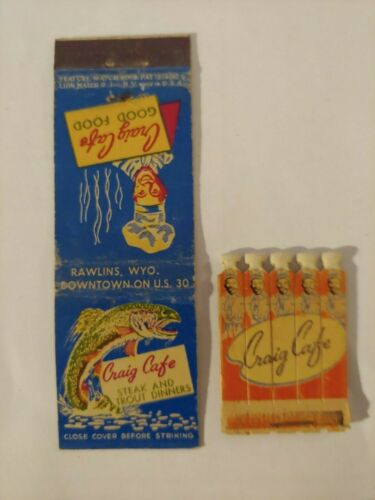 Craig Cafe
GOOD FOOD
RAWLINS, WYO.
DOWNTOWN ON U.S. 30
Craig Cafe
STEAK AND
TROUT DINNERS
CLOSE COVER BEFORE STRIKING
Craig Cafe